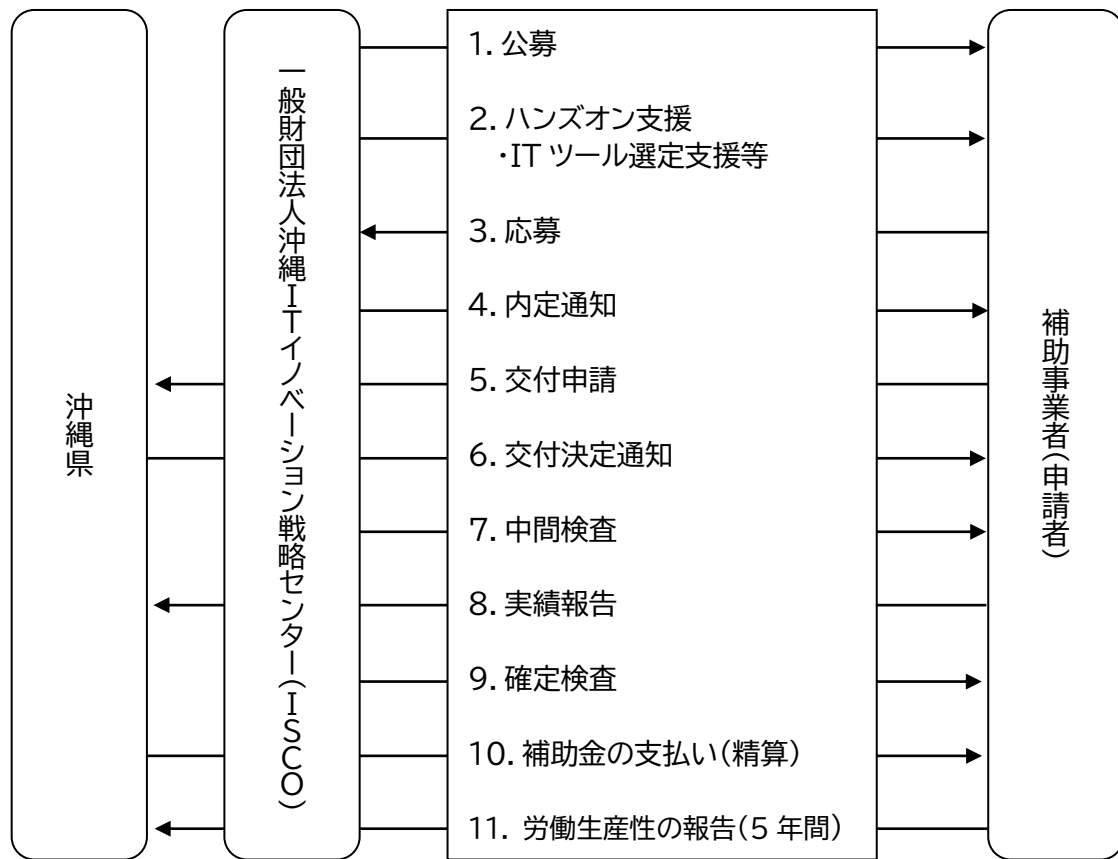 沖縄県
一般財団法人沖縄ITイノベーション戦略センター(ISCO)
1. 公募
2. ハンズオン支援
・IT ツール選定支援等
3. 応募
4. 内定通知
5. 交付申請
6. 交付決定通知
7. 中間検査
8. 実績報告
9. 確定検査
10. 補助金の支払い(精算)
11. 労働生産性の報告(5 年間)
補助事業者(申請者)